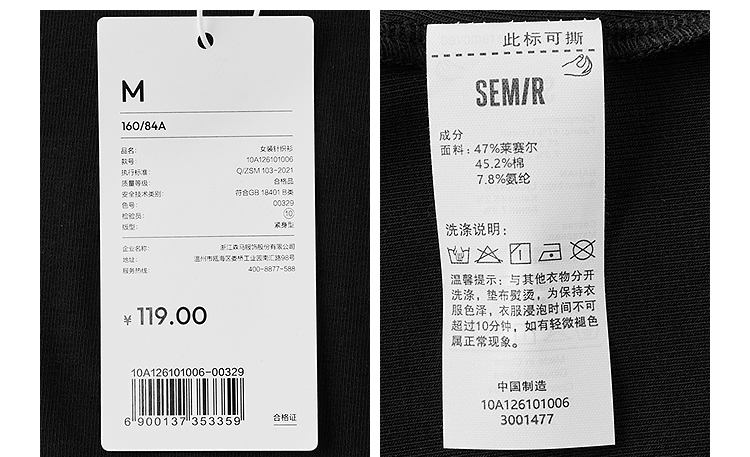 M
160/84A
品名: 女装针织衫
款号: 10A126101006
执行标准: Q/ZSM 103-2021
质量等级: 合格品
安全技术类别: 符合GB 18401 B类
色号: 00329
检验员: 10
版型: 紧身型
企业名称: 浙江森马服饰股份有限公司
地址: 温州市瓯海区娄桥工业园南汇路98号
服务热线: 400-8877-588
¥ 119.00
10A126101006-00329
6 900137 353359
合格证
此标可撕
SEM/R
成分
面料: 47%莱赛尔
45.2%棉
7.8%氨纶
洗涤说明:
温馨提示: 与其他衣物分开
洗涤, 垫布熨烫, 为保持衣
服色泽, 衣服浸泡时间不可
超过10分钟, 如有轻微褪色
属正常现象。
中国制造
10A126101006
3001477